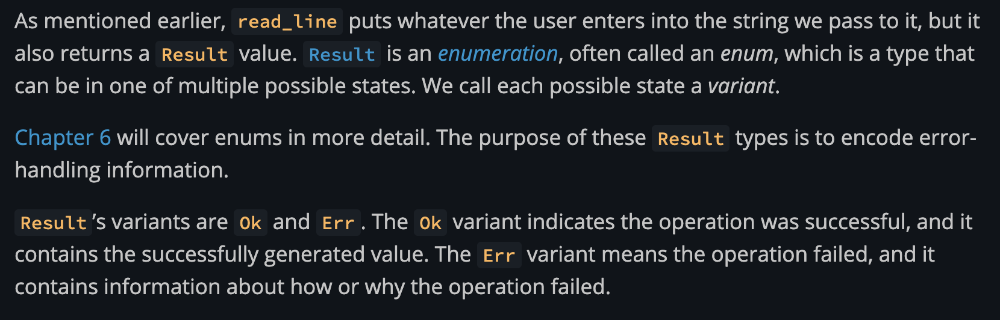 As mentioned earlier, read_line puts whatever the user enters into the string we pass to it, but it
also returns a Result value. Result is an enumeration, often called an enum, which is a type that
can be in one of multiple possible states. We call each possible state a variant.
Chapter 6 will cover enums in more detail. The purpose of these Result types is to encode error-
handling information.
Result’s variants are Ok and Err. The Ok variant indicates the operation was successful, and it
contains the successfully generated value. The Err variant means the operation failed, and it
contains information about how or why the operation failed.